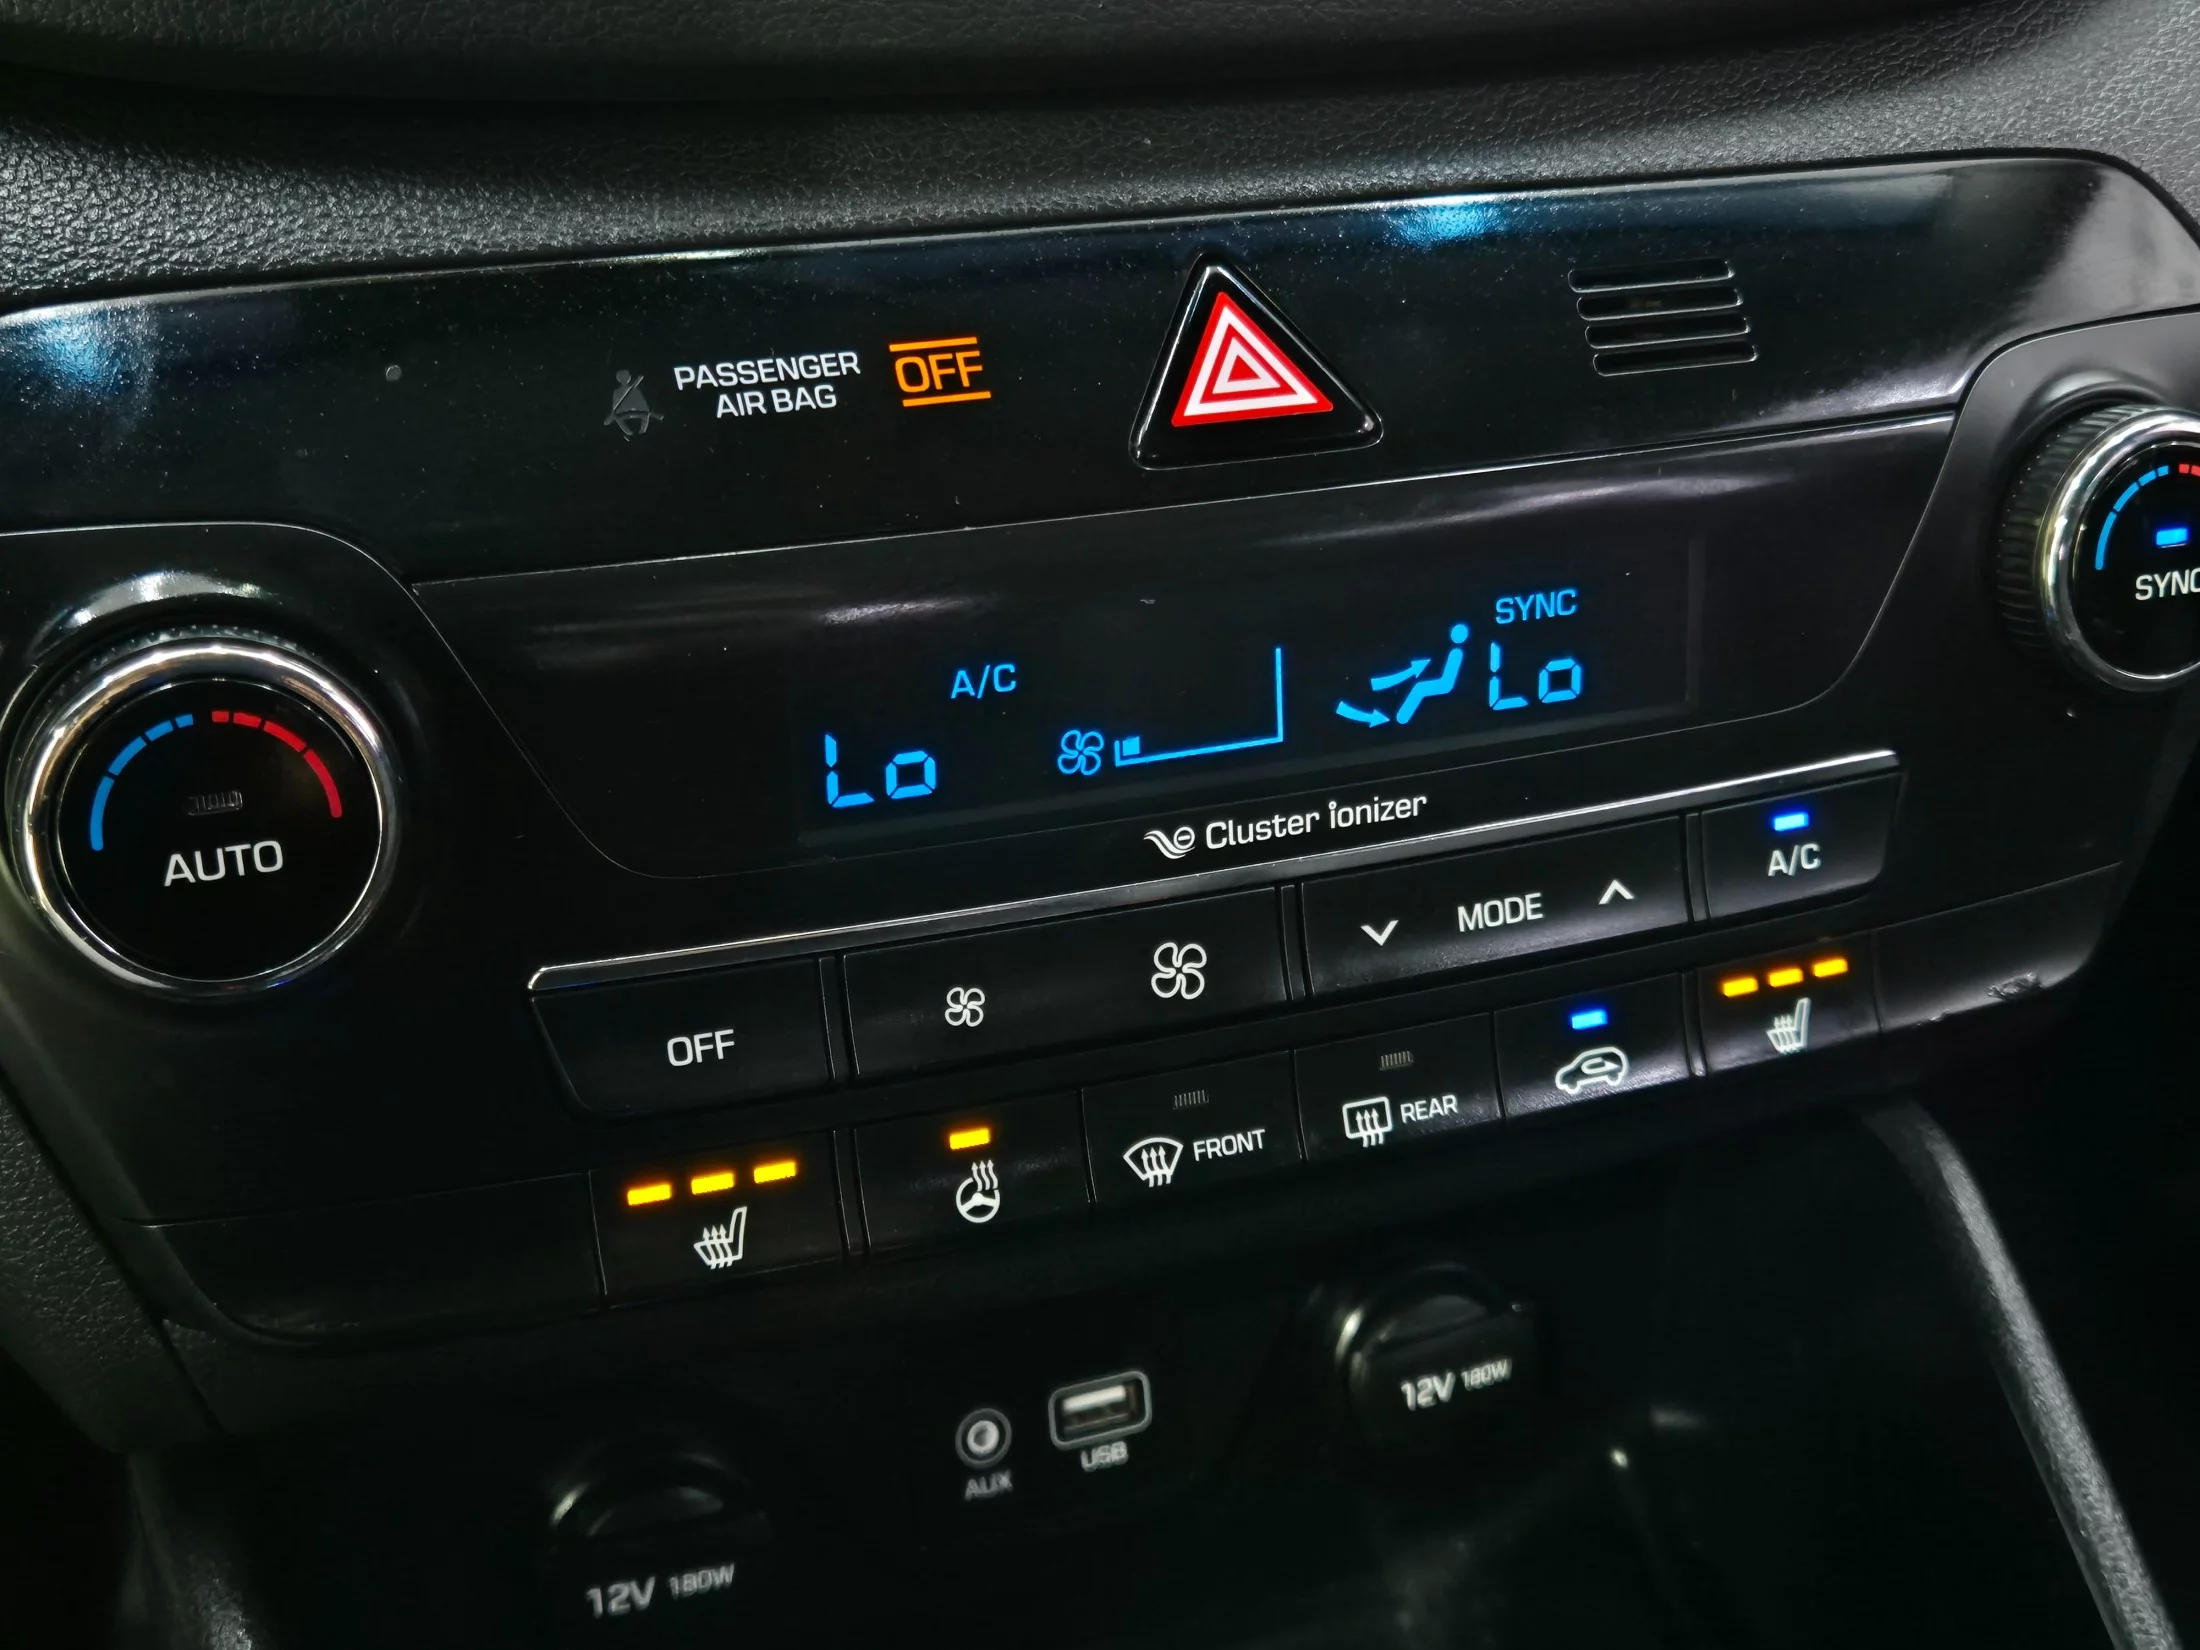 PASSENGER
AIR BAG
OFF
SYNC
A/C
Lo
Lo
SYNC
AUTO
Cluster ionizer
A/C
MODE
OFF
FRONT
REAR
12V 180W
USB
AUX
12V 180W